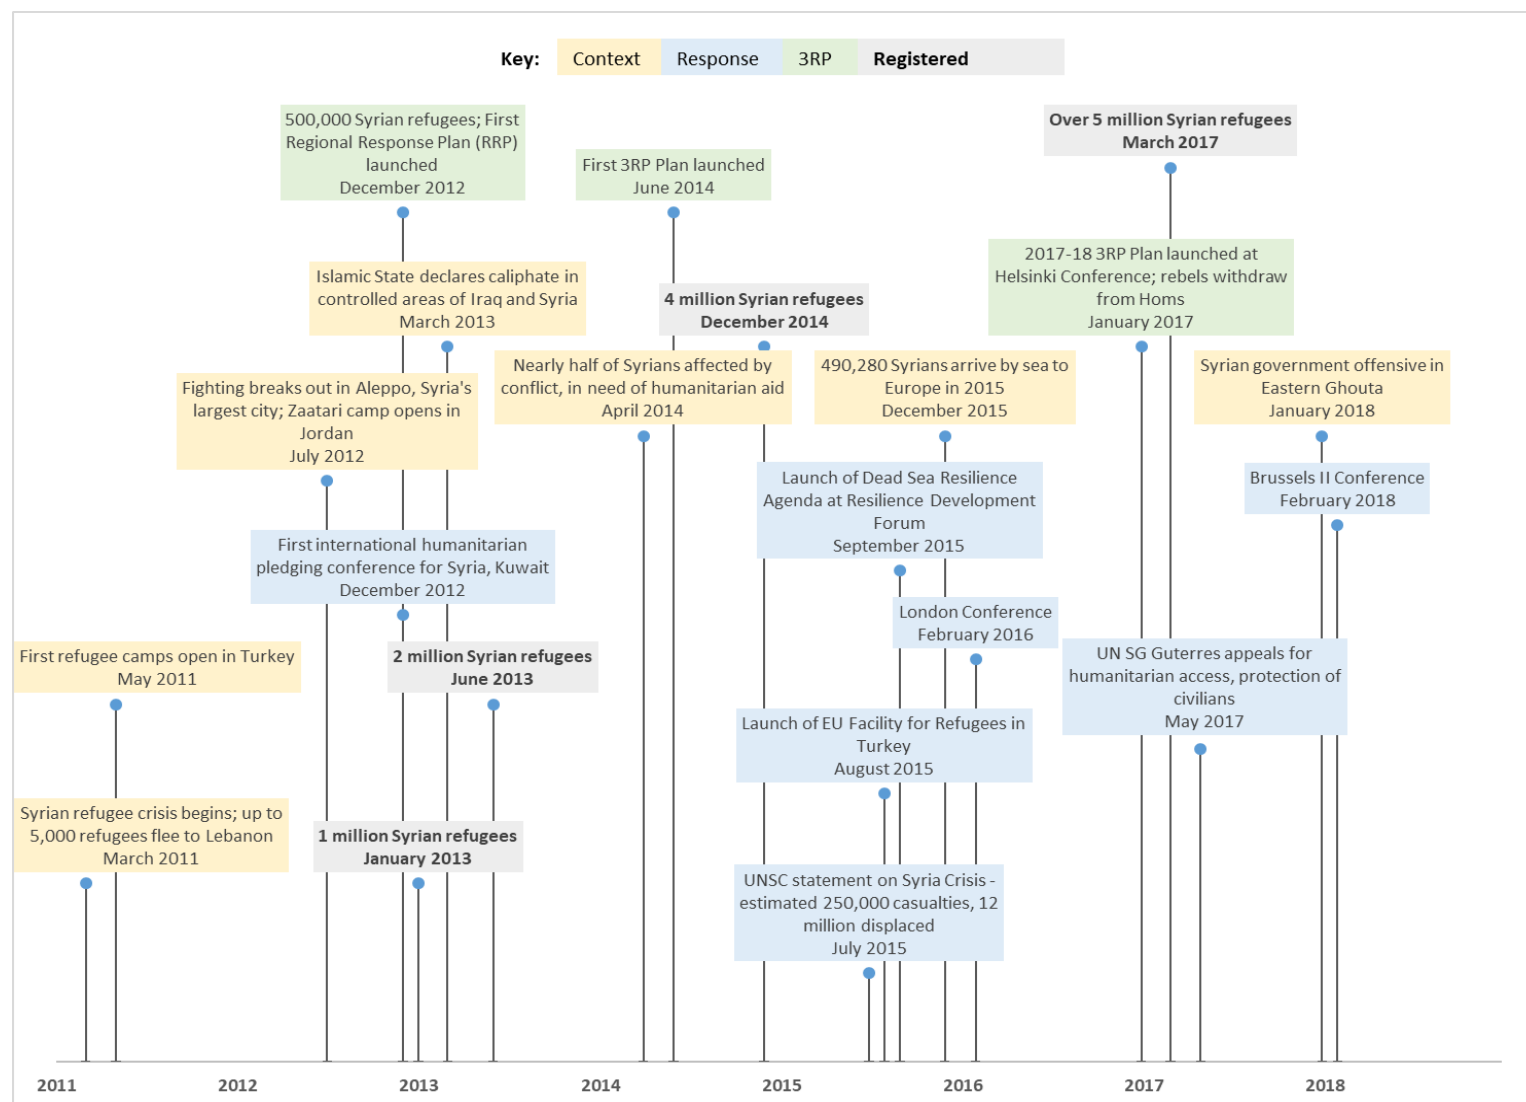 Key: Context Response 3RP Registered
500,000 Syrian refugees; First
Regional Response Plan (RRP)
launched
December 2012
First 3RP Plan launched
June 2014
Over 5 million Syrian refugees
March 2017
2017-18 3RP Plan launched at
Helsinki Conference; rebels withdraw
from Homs
January 2017
Islamic State declares caliphate in
controlled areas of Iraq and Syria
March 2013
4 million Syrian refugees
December 2014
Nearly half of Syrians affected by
conflict, in need of humanitarian aid
April 2014
490,280 Syrians arrive by sea to
Europe in 2015
December 2015
Syrian government offensive in
Eastern Ghouta
January 2018
Fighting breaks out in Aleppo, Syria's
largest city; Zaatari camp opens in
Jordan
July 2012
Launch of Dead Sea Resilience
Agenda at Resilience Development
Forum
September 2015
Brussels II Conference
February 2018
First international humanitarian
pledging conference for Syria, Kuwait
December 2012
London Conference
February 2016
First refugee camps open in Turkey
May 2011
2 million Syrian refugees
June 2013
UN SG Guterres appeals for
humanitarian access, protection of
civilians
May 2017
Launch of EU Facility for Refugees in
Turkey
August 2015
Syrian refugee crisis begins; up to
5,000 refugees flee to Lebanon
March 2011
1 million Syrian refugees
January 2013
UNSC statement on Syria Crisis -
estimated 250,000 casualties, 12
million displaced
July 2015
2011 2012 2013 2014 2015 2016 2017 2018